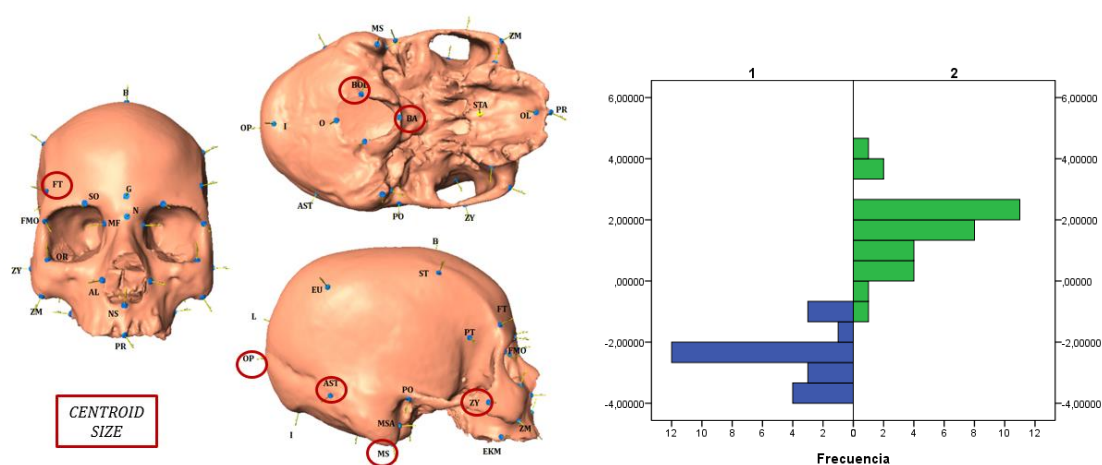 B
FT
SO
G
N
FMO
MF
OR
ZY
AL
ZM
NS
PR
CENTROID
SIZE
MS
ZM
BOL
BA
STA
OL
PR
OP
I
O
AST
PO
ZY
B
ST
EU
FT
L
PT
FMO
OP
AST
PO
ZY
MSA
ZM
I
EKM
MS
1 2
6,00000 6,00000
4,00000 4,00000
2,00000 2,00000
,00000 ,00000
-2,00000 -2,00000
-4,00000 -4,00000
12 10 8 6 4 2 0 2 4 6 8 10 12
Frecuencia